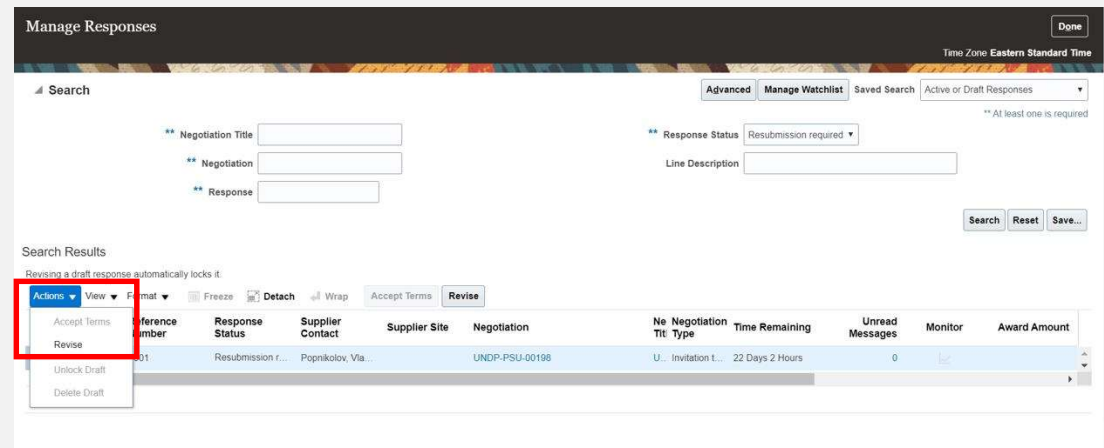 Manage Responses
Done
Time Zone Eastern Standard Time
Search
Advanced Manage Watchlist Saved Search Active or Draft Responses
** At least one is required
** Negotiation Title
** Response Status Resubmission required
** Negotiation
Line Description
** Response
Search Reset Save...
Search Results
Revising a draft response automatically locks it.
Actions View Format Freeze Detach Wrap Accept Terms Revise
Accept Terms
Revise
Unlock Draft
Delete Draft
Response Status Supplier Contact Supplier Site Negotiation Ne Titl Negotiation Type Time Remaining Unread Messages Monitor Award Amount
Resubmission r... Popnikolov, Vla... UNDP-PSU-00198 U... Invitation t... 22 Days 2 Hours 0